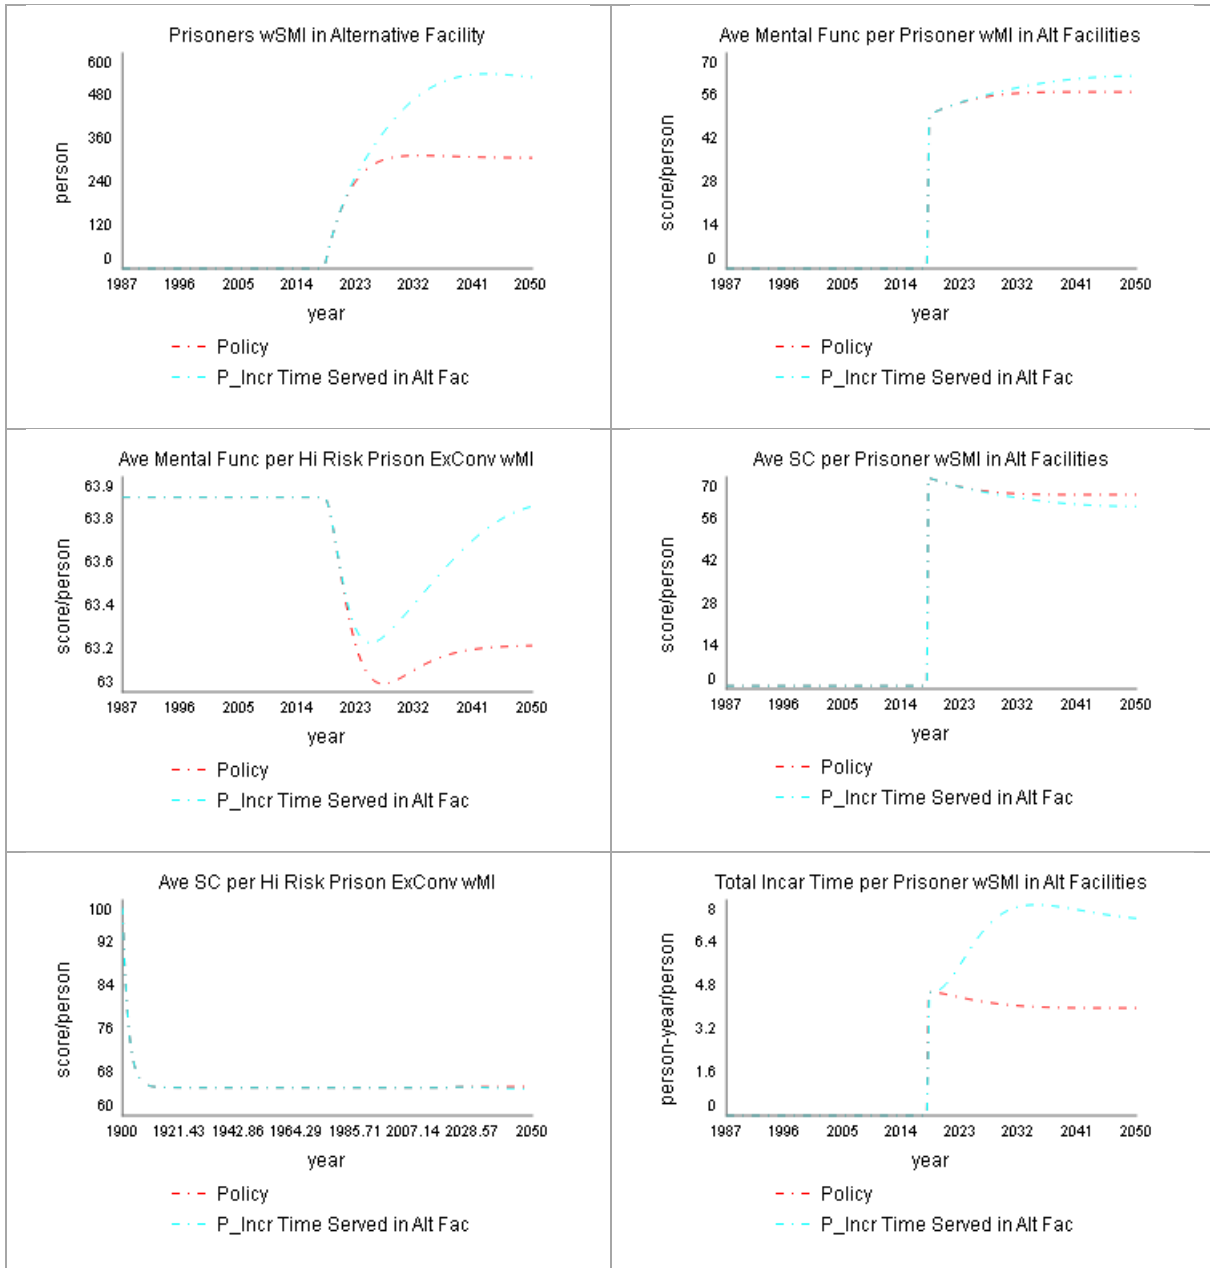 Prisoners wSMI in Alternative Facility
600
480
360
240
120
0
person
1987 1996 2005 2014 2023 2032 2041 2050
year
Policy
P_Incr Time Served in Alt Fac
Ave Mental Func per Prisoner wMI in Alt Facilities
70
56
42
28
14
0
score/person
1987 1996 2005 2014 2023 2032 2041 2050
year
Policy
P_Incr Time Served in Alt Fac
Ave Mental Func per Hi Risk Prison ExConv wMI
63.9
63.8
63.6
63.4
63.2
63
score/person
1987 1996 2005 2014 2023 2032 2041 2050
year
Policy
P_Incr Time Served in Alt Fac
Ave SC per Prisoner wSMI in Alt Facilities
70
56
42
28
14
0
score/person
1987 1996 2005 2014 2023 2032 2041 2050
year
Policy
P_Incr Time Served in Alt Fac
Ave SC per Hi Risk Prison ExConv wMI
100
92
84
76
68
60
score/person
1900 1921.43 1942.86 1964.29 1985.71 2007.14 2028.57 2050
year
Policy
P_Incr Time Served in Alt Fac
Total Incar Time per Prisoner wSMI in Alt Facilities
8
6.4
4.8
3.2
1.6
0
person-year/person
1987 1996 2005 2014 2023 2032 2041 2050
year
Policy
P_Incr Time Served in Alt Fac